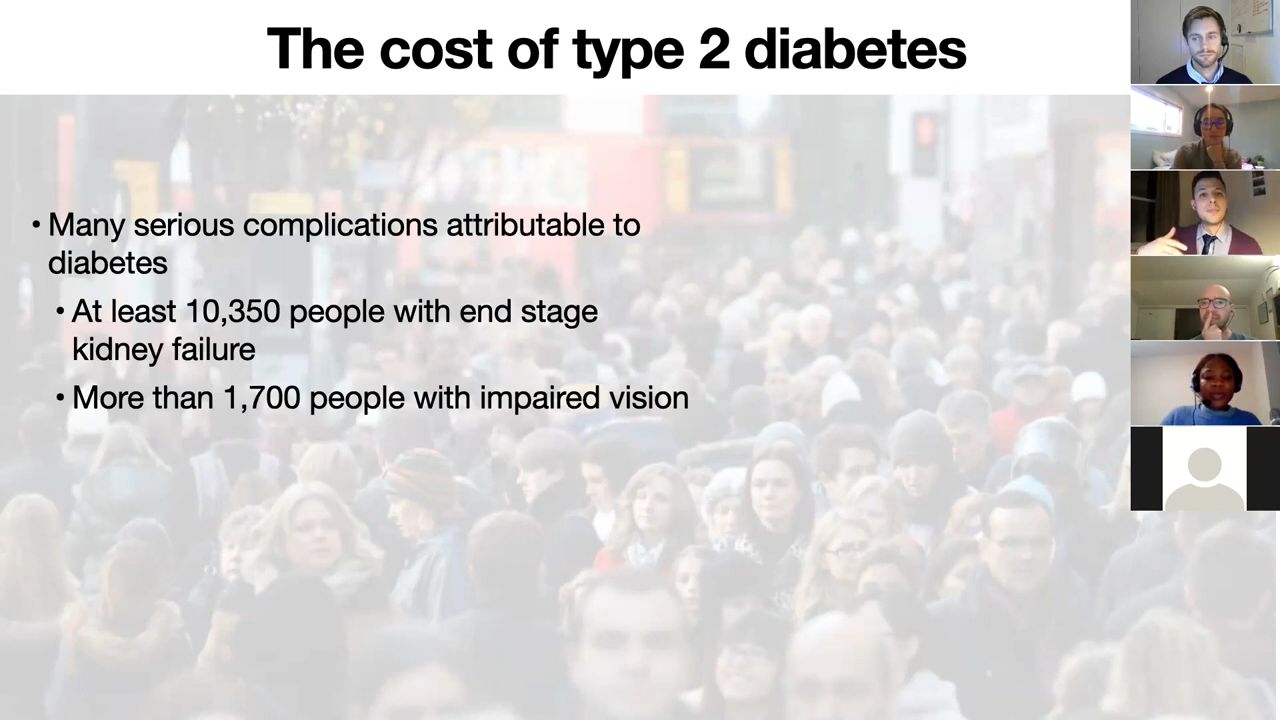 The cost of type 2 diabetes
• Many serious complications attributable to
diabetes
• At least 10,350 people with end stage
kidney failure
• More than 1,700 people with impaired vision